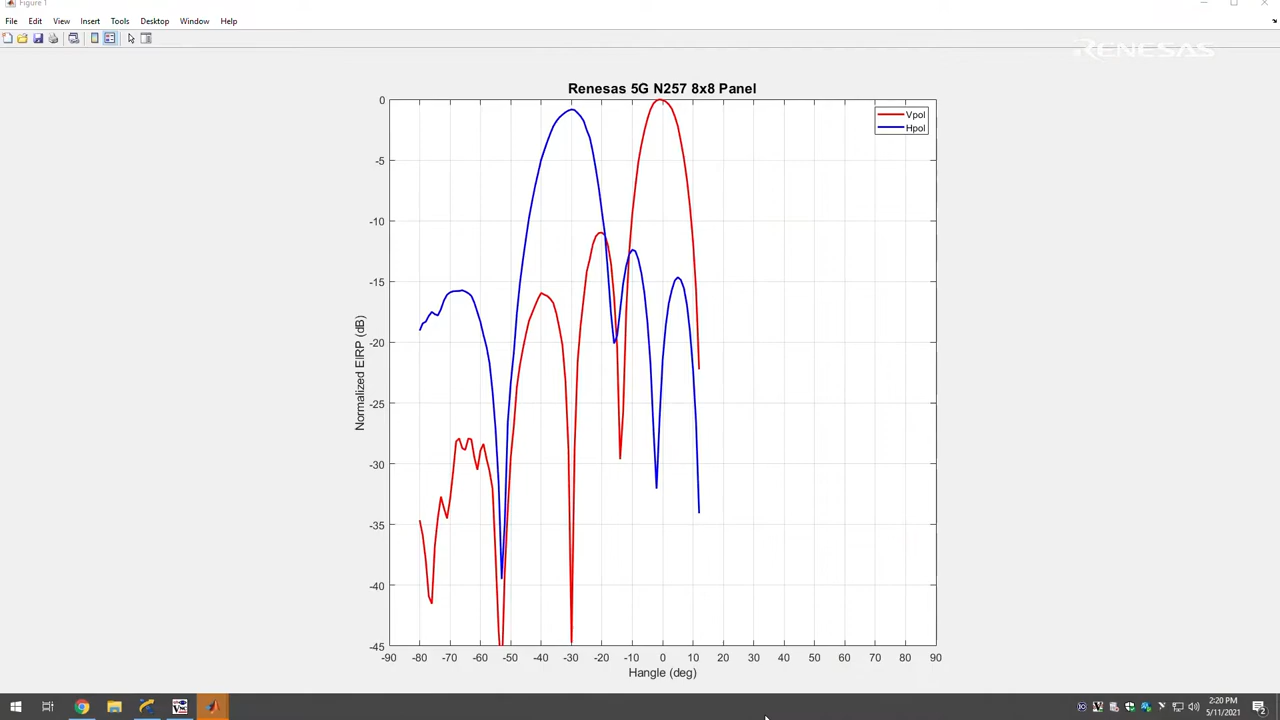 Figure 1
File Edit View Insert Tools Desktop Window Help
RENESAS
Renesas 5G N257 8x8 Panel
Vpol
Hpol
0
-5
-10
-15
-20
-25
-30
-35
-40
-45
Normalized EIRP (dB)
-90 -80 -70 -60 -50 -40 -30 -20 -10 0 10 20 30 40 50 60 70 80 90
Hangle (deg)
2:20 PM
5/11/2021
2